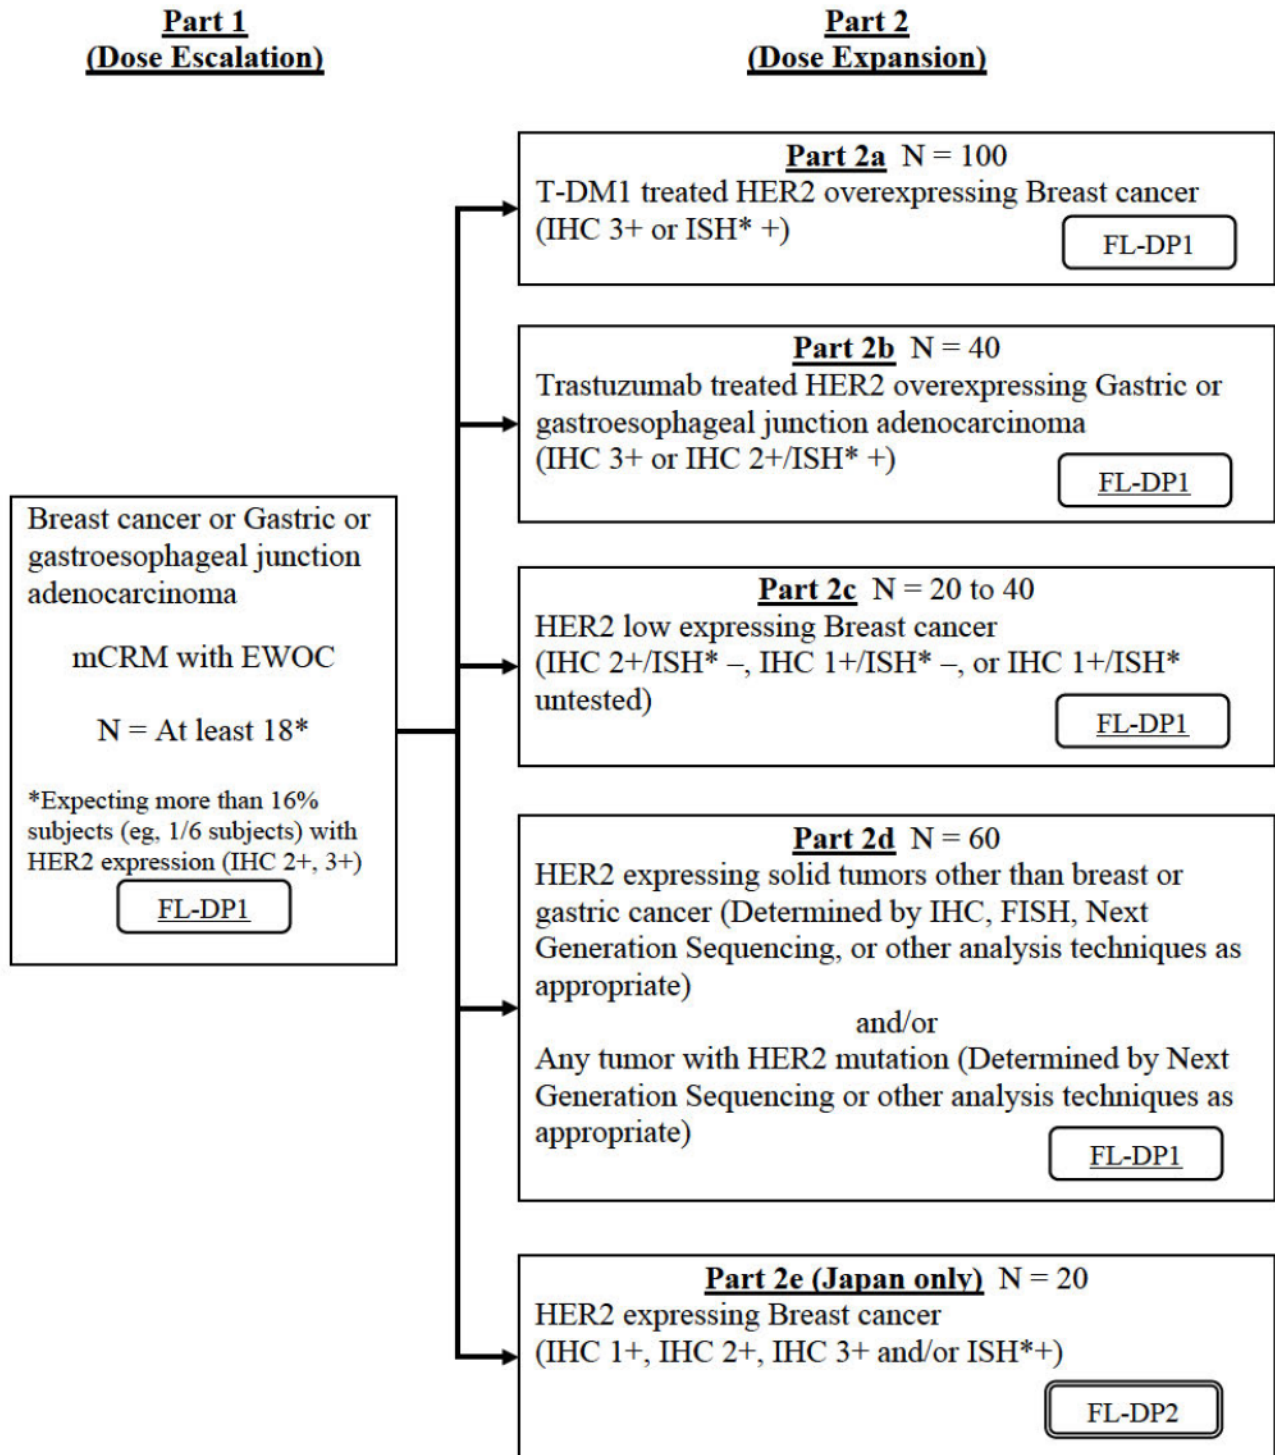 Part 1
(Dose Escalation)
Part 2
(Dose Expansion)
Breast cancer or Gastric or
gastroesophageal junction
adenocarcinoma
mCRM with EWOC
N = At least 18*
*Expecting more than 16%
subjects (eg, 1/6 subjects) with
HER2 expression (IHC 2+, 3+)
FL-DP1
Part 2a N = 100
T-DM1 treated HER2 overexpressing Breast cancer
(IHC 3+ or ISH* +)
FL-DP1
Part 2b N = 40
Trastuzumab treated HER2 overexpressing Gastric or
gastroesophageal junction adenocarcinoma
(IHC 3+ or IHC 2+/ISH* +)
FL-DP1
Part 2c N = 20 to 40
HER2 low expressing Breast cancer
(IHC 2+/ISH* –, IHC 1+/ISH* –, or IHC 1+/ISH*
untested)
FL-DP1
Part 2d N = 60
HER2 expressing solid tumors other than breast or
gastric cancer (Determined by IHC, FISH, Next
Generation Sequencing, or other analysis techniques as
appropriate)
and/or
Any tumor with HER2 mutation (Determined by Next
Generation Sequencing or other analysis techniques as
appropriate)
FL-DP1
Part 2e (Japan only) N = 20
HER2 expressing Breast cancer
(IHC 1+, IHC 2+, IHC 3+ and/or ISH*+)
FL-DP2